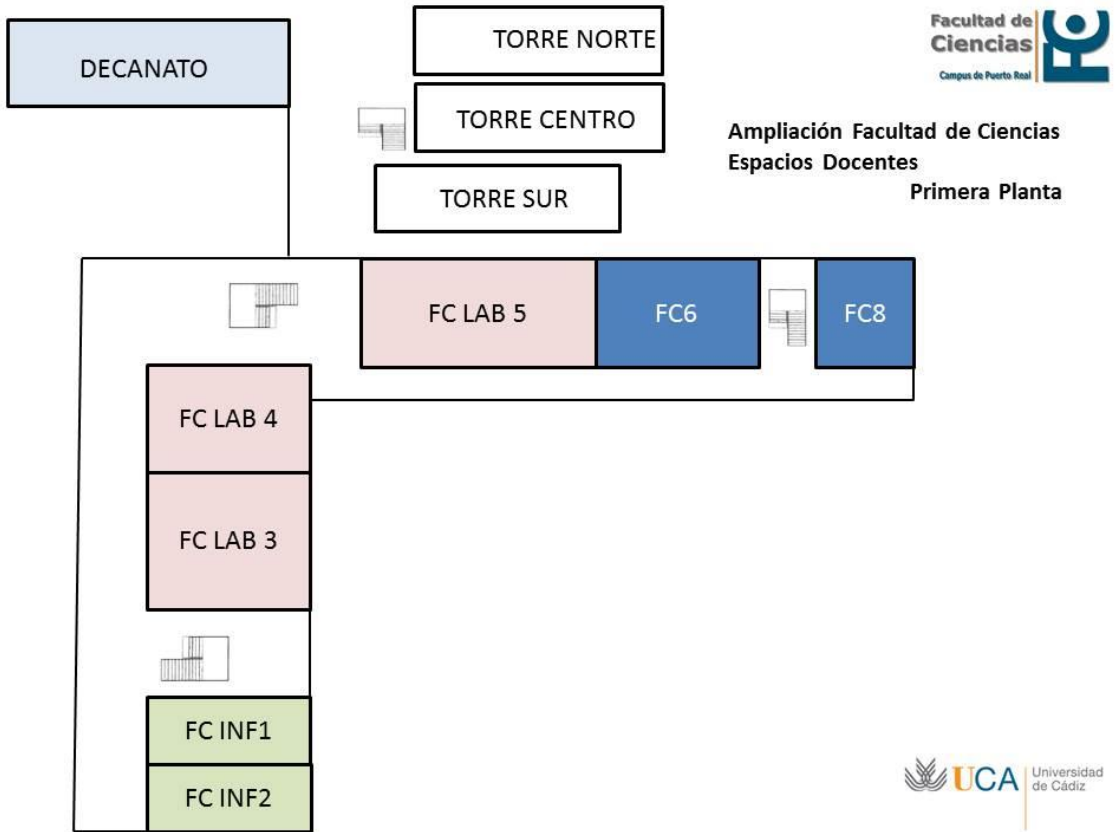 DECANATO
TORRE NORTE
TORRE CENTRO
TORRE SUR
Facultad de
Ciencias
Campus de Puerto Real
FC
Ampliación Facultad de Ciencias
Espacios Docentes
Primera Planta
FC LAB 5
FC6
FC8
FC LAB 4
FC LAB 3
FC INF1
FC INF2
UCA
Universidad
de Cádiz